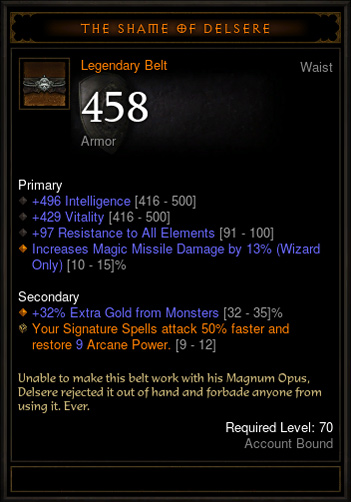 THE SHAME OF DELSERE
Legendary Belt
Waist
458
Armor
Primary
+496 Intelligence [416 - 500]
+429 Vitality [416 - 500]
+97 Resistance to All Elements [91 - 100]
Increases Magic Missile Damage by 13% (Wizard
Only) [10 - 15]%
Secondary
+32% Extra Gold from Monsters [32 - 35]%
Your Signature Spells attack 50% faster and
restore 9 Arcane Power. [9 - 12]
Unable to make this belt work with his Magnum Opus,
Delsere rejected it out of hand and forbade anyone from
using it. Ever.
Required Level: 70
Account Bound